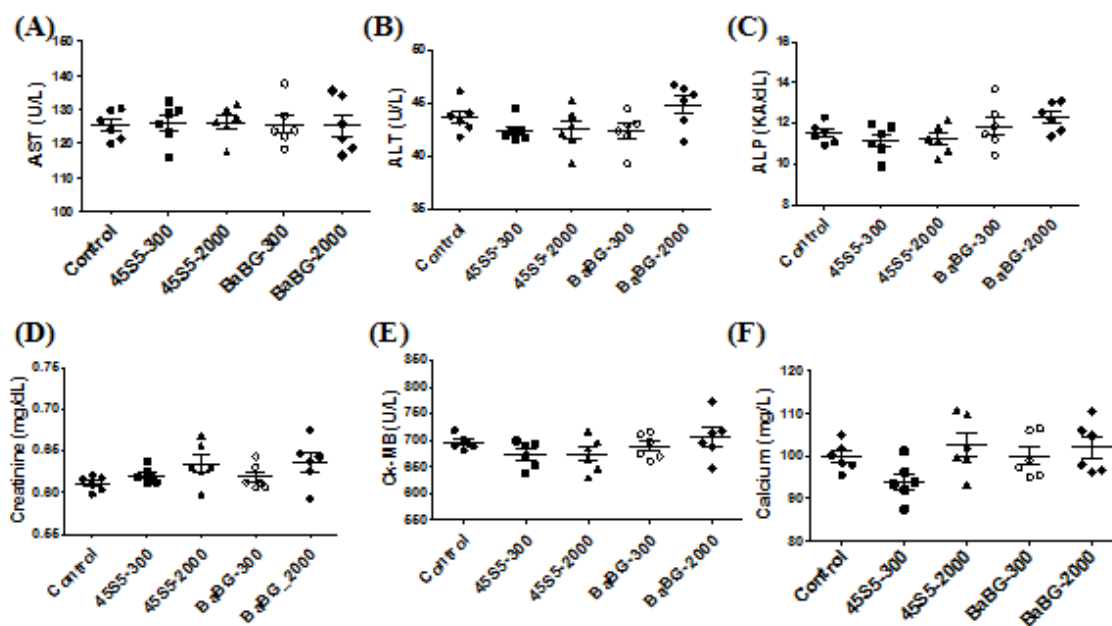 (A)
AST (U/L)
150
140
130
120
110
100
Control
45S5-300
45S5-2000
BaBG-300
BaBG-2000
(B)
ALT (U/L)
50
45
40
35
Control
45S5-300
45S5-2000
BaBG-300
BaBG-2000
(C)
ALP (KA/dL)
16
14
12
10
8
Control
45S5-300
45S5-2000
BaBG-300
BaBG-2000
(D)
Creatinine (mg/dL)
0.75
0.70
0.65
0.60
0.55
Control
45S5-300
45S5-2000
BaBG-300
BaBG_2000
(E)
Ck-MB(U/L)
850
800
750
700
650
600
550
Control
45S5-300
45S5-2000
BaBG-300
BaBG-2000
(F)
Calcium (mg/L)
120
110
100
90
80
Control
45S5-300
45S5-2000
BaBG-300
BaBG-2000